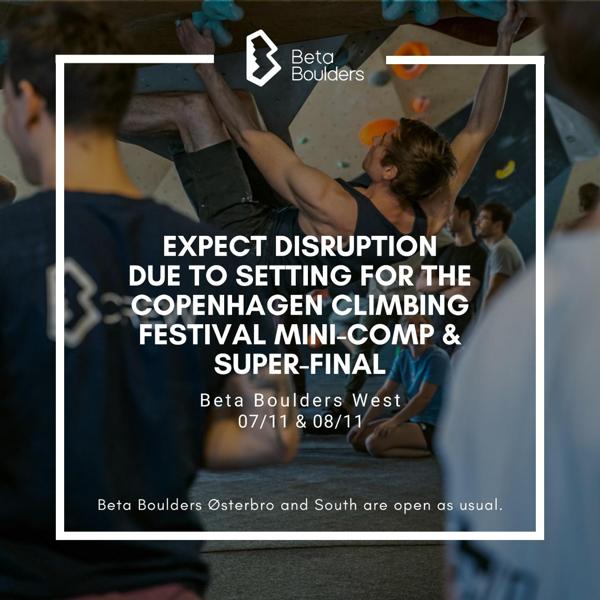 Beta
Boulders
EXPECT DISRUPTION
DUE TO SETTING FOR THE
COPENHAGEN CLIMBING
FESTIVAL MINI-COMP &
SUPER-FINAL
Beta Boulders West
07/11 & 08/11
Beta Boulders Østerbro and South are open as usual.